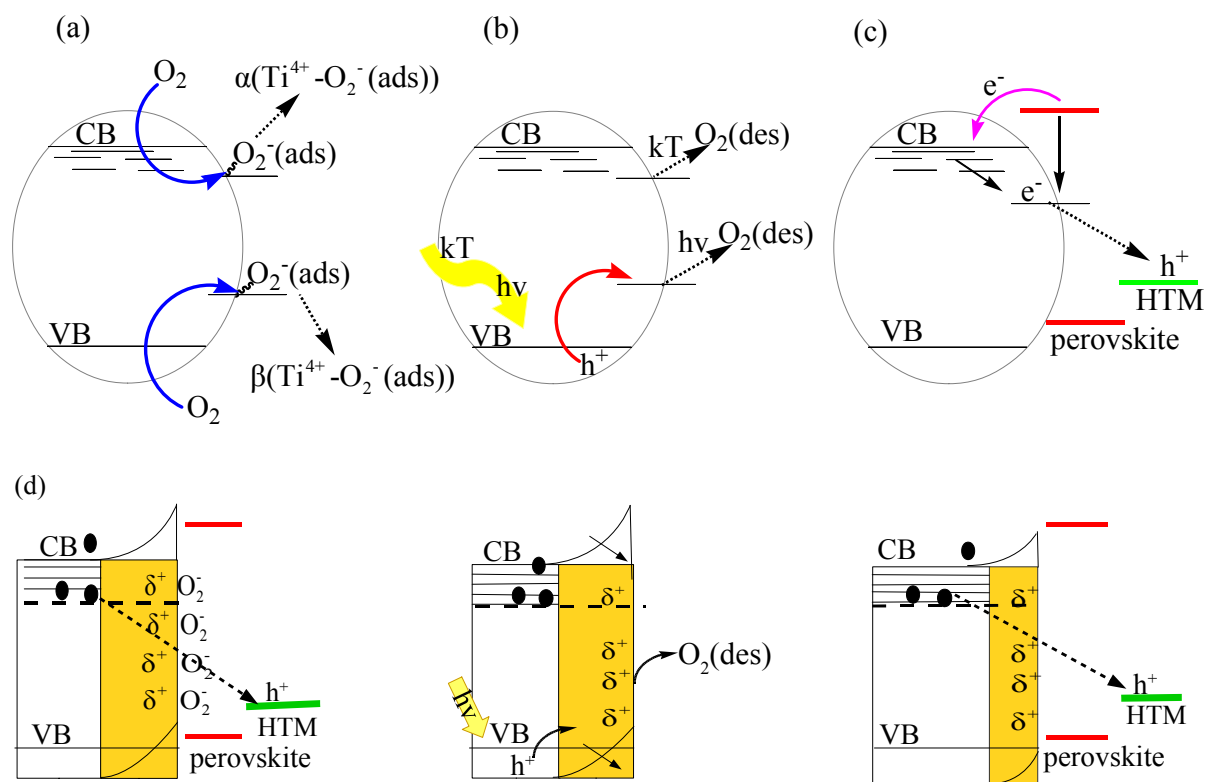 (a)
O₂
α(Ti⁴⁺-O₂⁻(ads))
CB
O₂⁻(ads)
O₂⁻(ads)
VB
β(Ti⁴⁺-O₂⁻(ads))
O₂
(b)
CB
kT
O₂(des)
kT
hν
hν
O₂(des)
VB
h⁺
(c)
e⁻
CB
e⁻
h⁺
HTM
VB
perovskite
(d)
CB
δ⁺ O₂⁻
δ⁺ O₂⁻
δ⁺ O₂⁻
δ⁺ O₂⁻
h⁺
HTM
VB
perovskite
CB
δ⁺
δ⁺
δ⁺
δ⁺
O₂(des)
hν
VB
h⁺
CB
δ⁺
δ⁺
δ⁺
δ⁺
h⁺
HTM
VB
perovskite